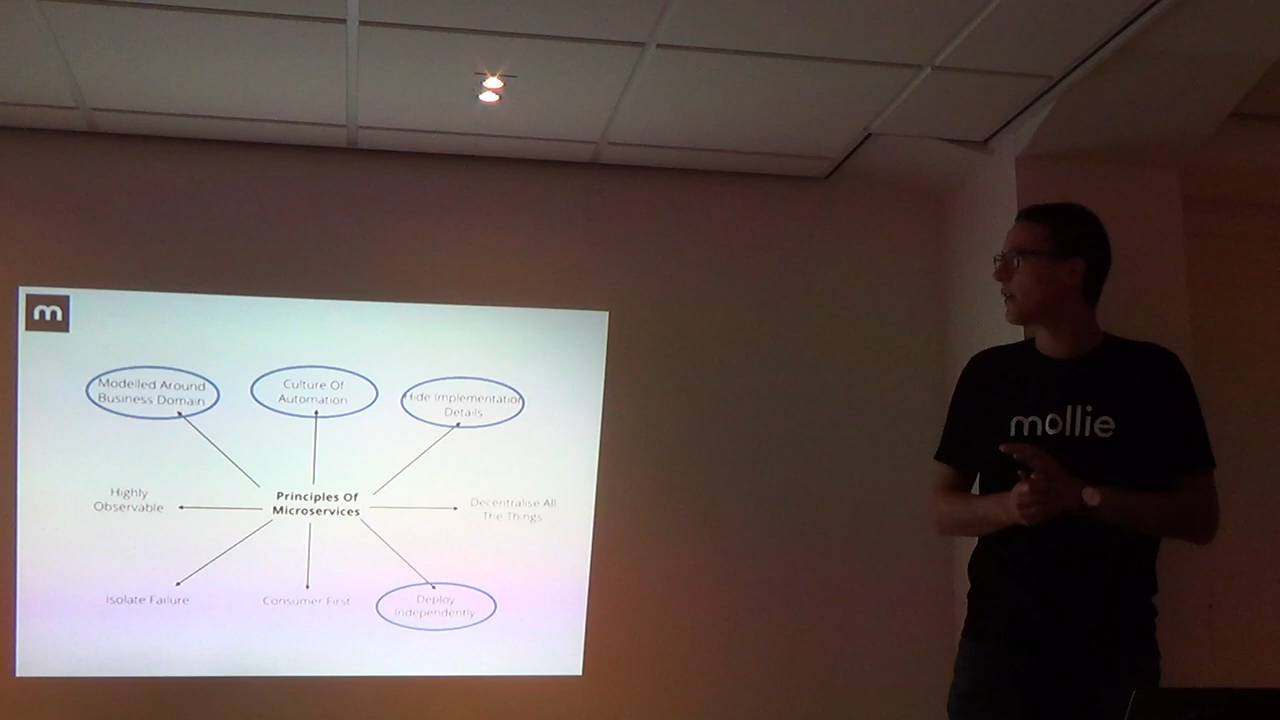 m
Modelled Around
Business Domain
Culture Of
Automation
Hide Implementation
Details
Highly
Observable
Principles Of
Microservices
Decentralise All
The Things
Isolate Failure
Consumer First
Deploy
Independently
mollie